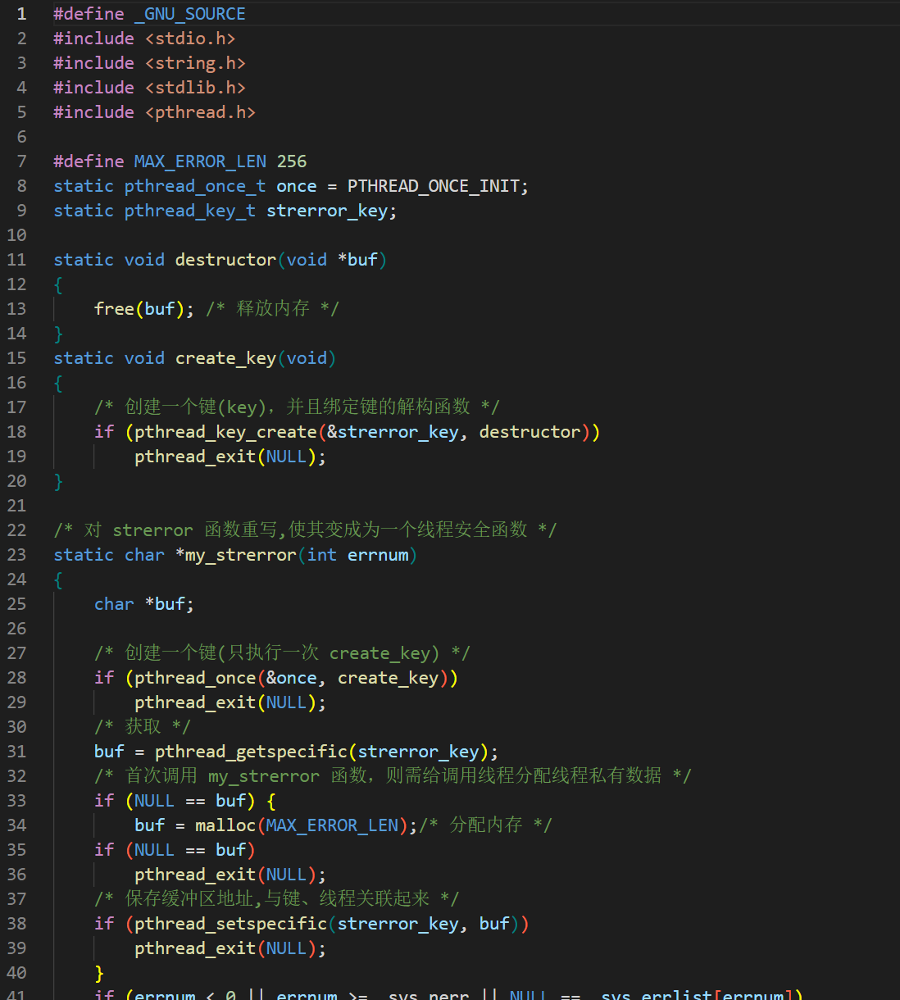 1 #define _GNU_SOURCE
2 #include <stdio.h>
3 #include <string.h>
4 #include <stdlib.h>
5 #include <pthread.h>
6
7 #define MAX_ERROR_LEN 256
8 static pthread_once_t once = PTHREAD_ONCE_INIT;
9 static pthread_key_t strerror_key;
10
11 static void destructor(void *buf)
12 {
13     free(buf); /* 释放内存 */
14 }
15 static void create_key(void)
16 {
17     /* 创建一个键(key)，并且绑定键的解构函数 */
18     if (pthread_key_create(&strerror_key, destructor))
19         pthread_exit(NULL);
20 }
21
22 /* 对 strerror 函数重写,使其变成为一个线程安全函数 */
23 static char *my_strerror(int errnum)
24 {
25     char *buf;
26
27     /* 创建一个键(只执行一次 create_key) */
28     if (pthread_once(&once, create_key))
29         pthread_exit(NULL);
30     /* 获取 */
31     buf = pthread_getspecific(strerror_key);
32     /* 首次调用 my_strerror 函数，则需给调用线程分配线程私有数据 */
33     if (NULL == buf) {
34         buf = malloc(MAX_ERROR_LEN);/* 分配内存 */
35     if (NULL == buf)
36         pthread_exit(NULL);
37     /* 保存缓冲区地址,与键、线程关联起来 */
38     if (pthread_setspecific(strerror_key, buf))
39         pthread_exit(NULL);
40     }
41     if (errnum < 0 || errnum >= _sys_nerr || NULL == _sys_errlist[errnum])